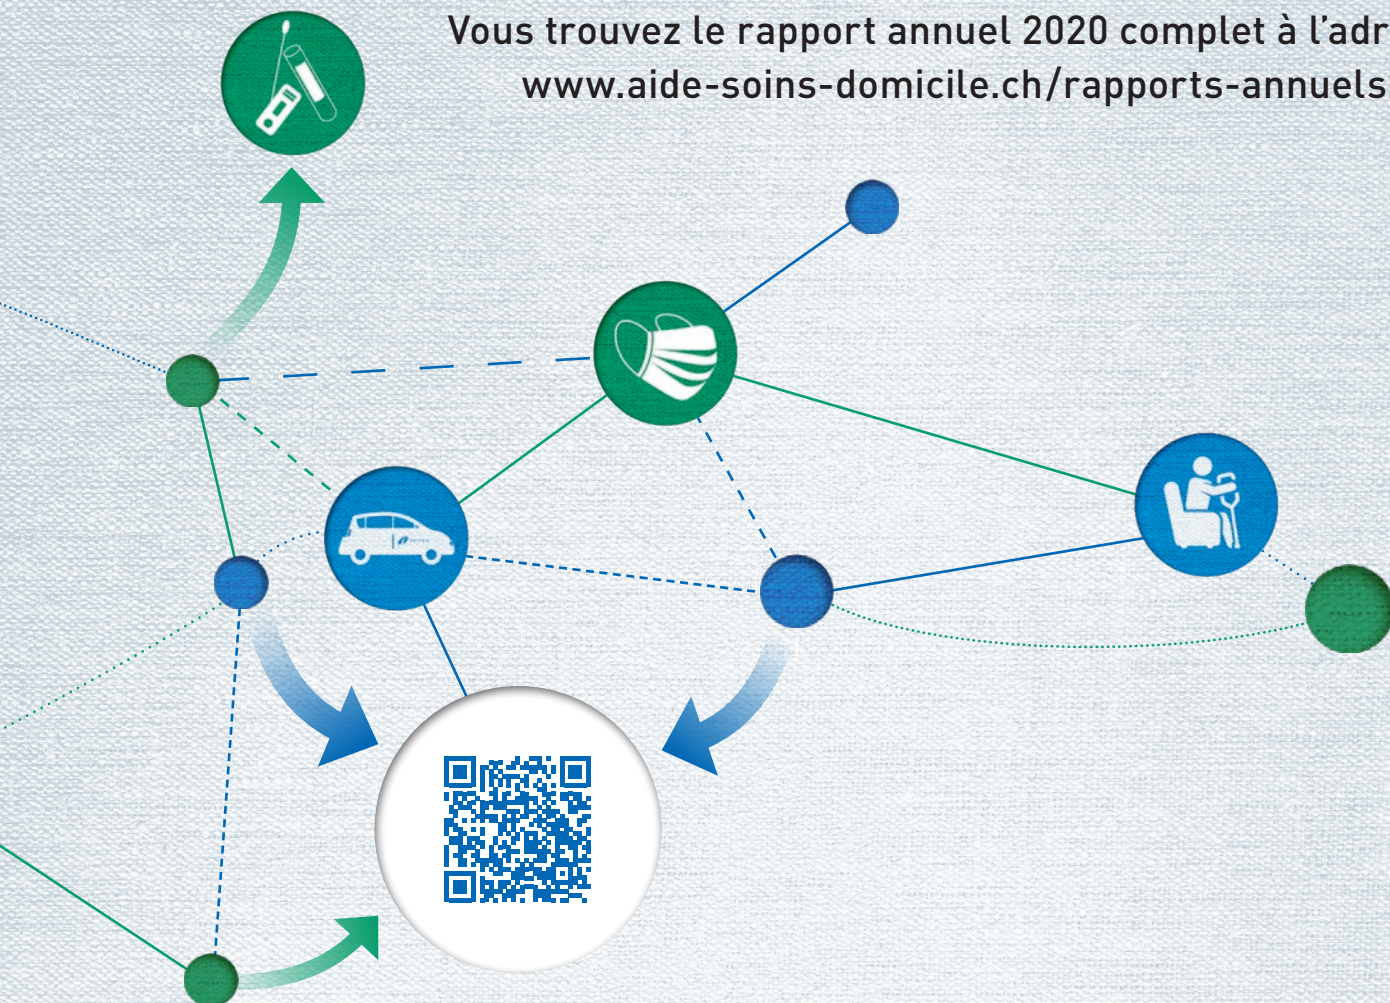 Vous trouvez le rapport annuel 2020 complet à l'adr
www.aide-soins-domicile.ch/rapports-annuels